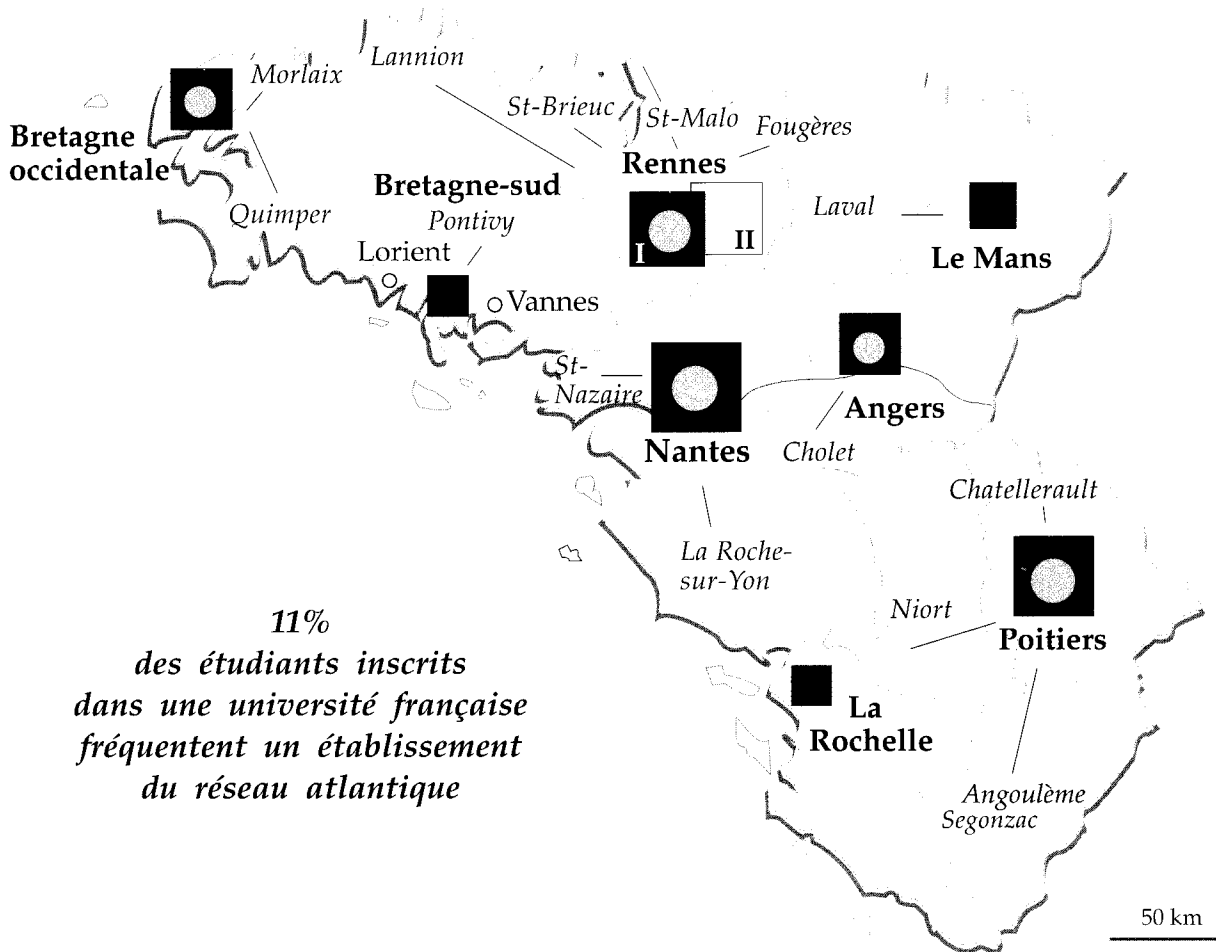 Lannion
Morlaix
St-Brieuc
St-Malo
Fougères
Bretagne
occidentale
Rennes
Bretagne-sud
Quimper
Pontivy
Laval
I
II
Lorient
Le Mans
Vannes
St-
Nazaire
Angers
Nantes
Cholet
Chatellerault
La Roche-
sur-Yon
Niort
Poitiers
11%
des étudiants inscrits
dans une université française
fréquentent un établissement
du réseau atlantique
La
Rochelle
Angoulème
Segonzac
50 km